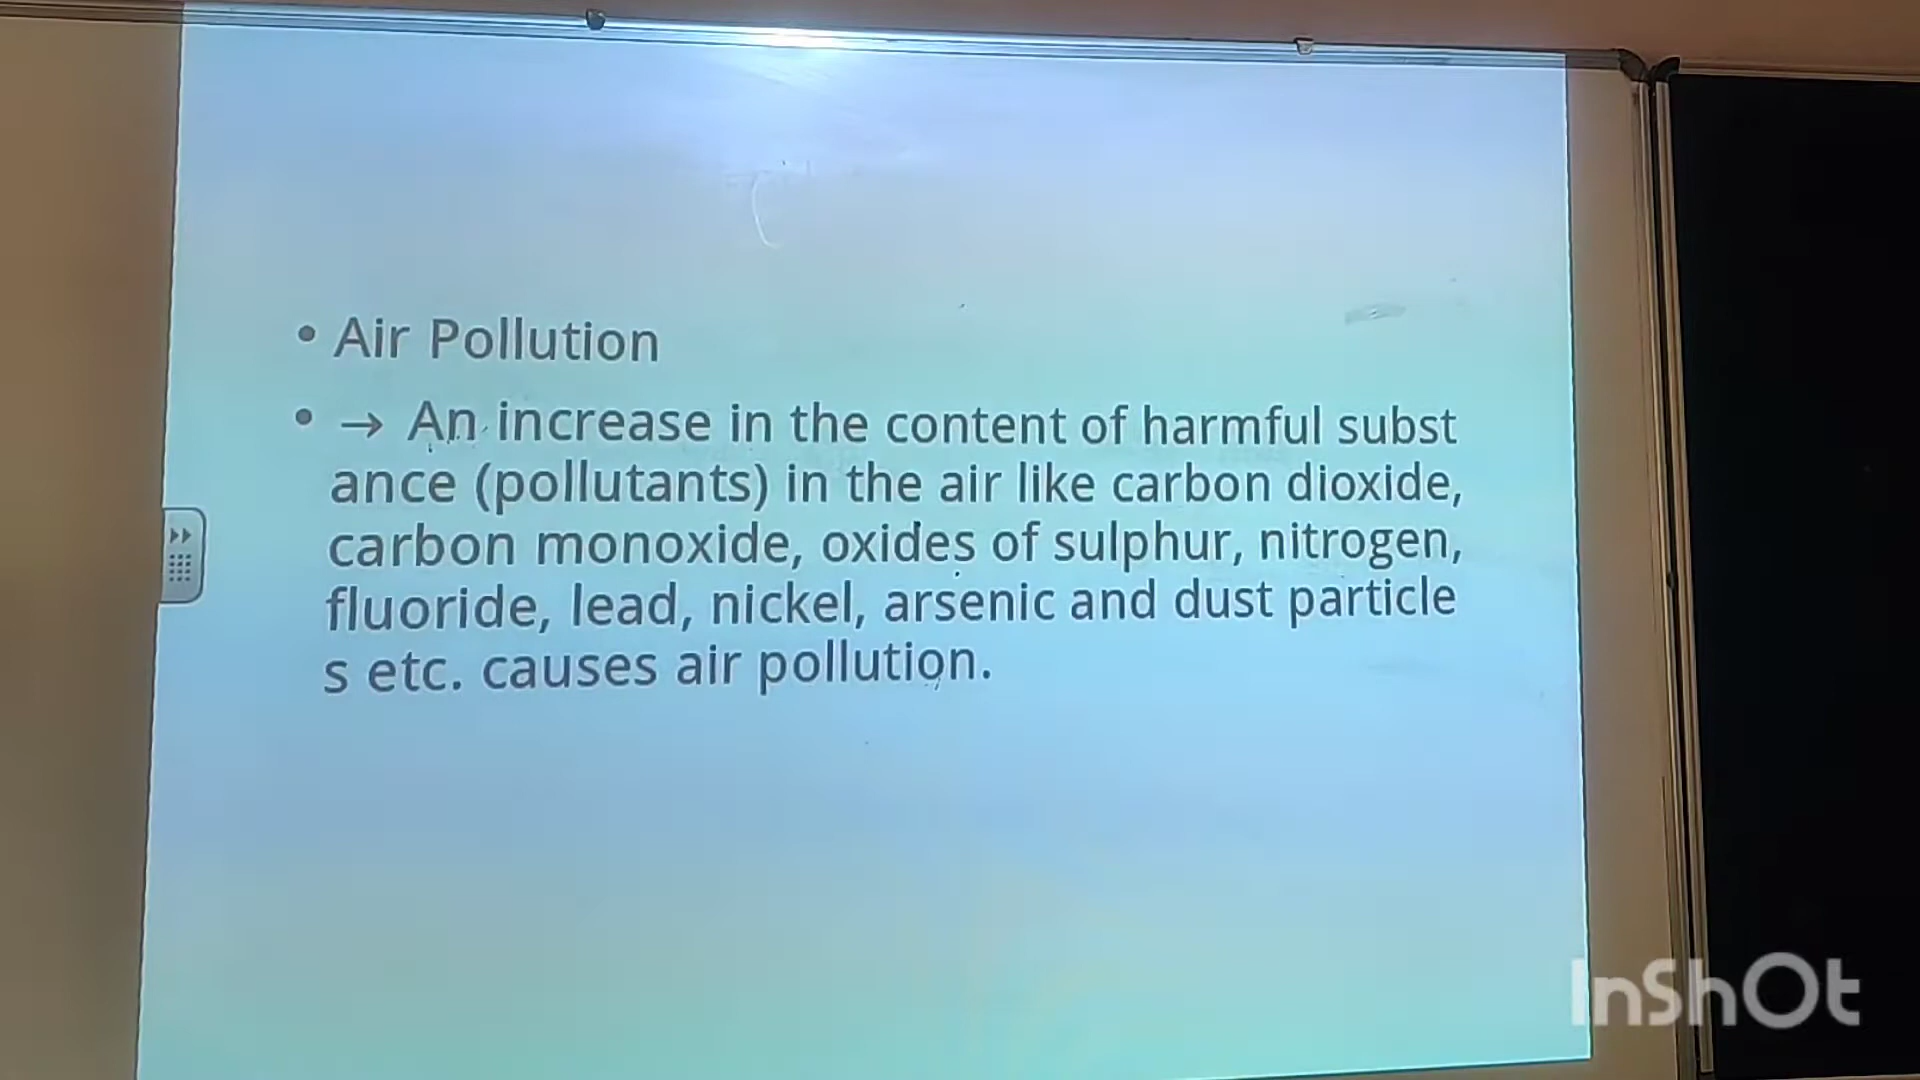 • Air Pollution
• → An increase in the content of harmful subst
ance (pollutants) in the air like carbon dioxide,
carbon monoxide, oxides of sulphur, nitrogen,
fluoride, lead, nickel, arsenic and dust particle
s etc. causes air pollution.
InShOt